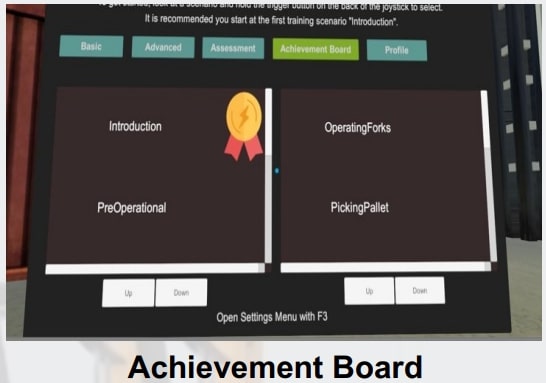 To get started, look at a scenario and hold the trigger button on the back of the joystick to select.
It is recommended you start at the first training scenario "Introduction".
Basic
Advanced
Assessment
Achievement Board
Profile
Introduction
OperatingForks
PreOperational
PickingPallet
Up
Down
Up
Down
Open Settings Menu with F3
Achievement Board